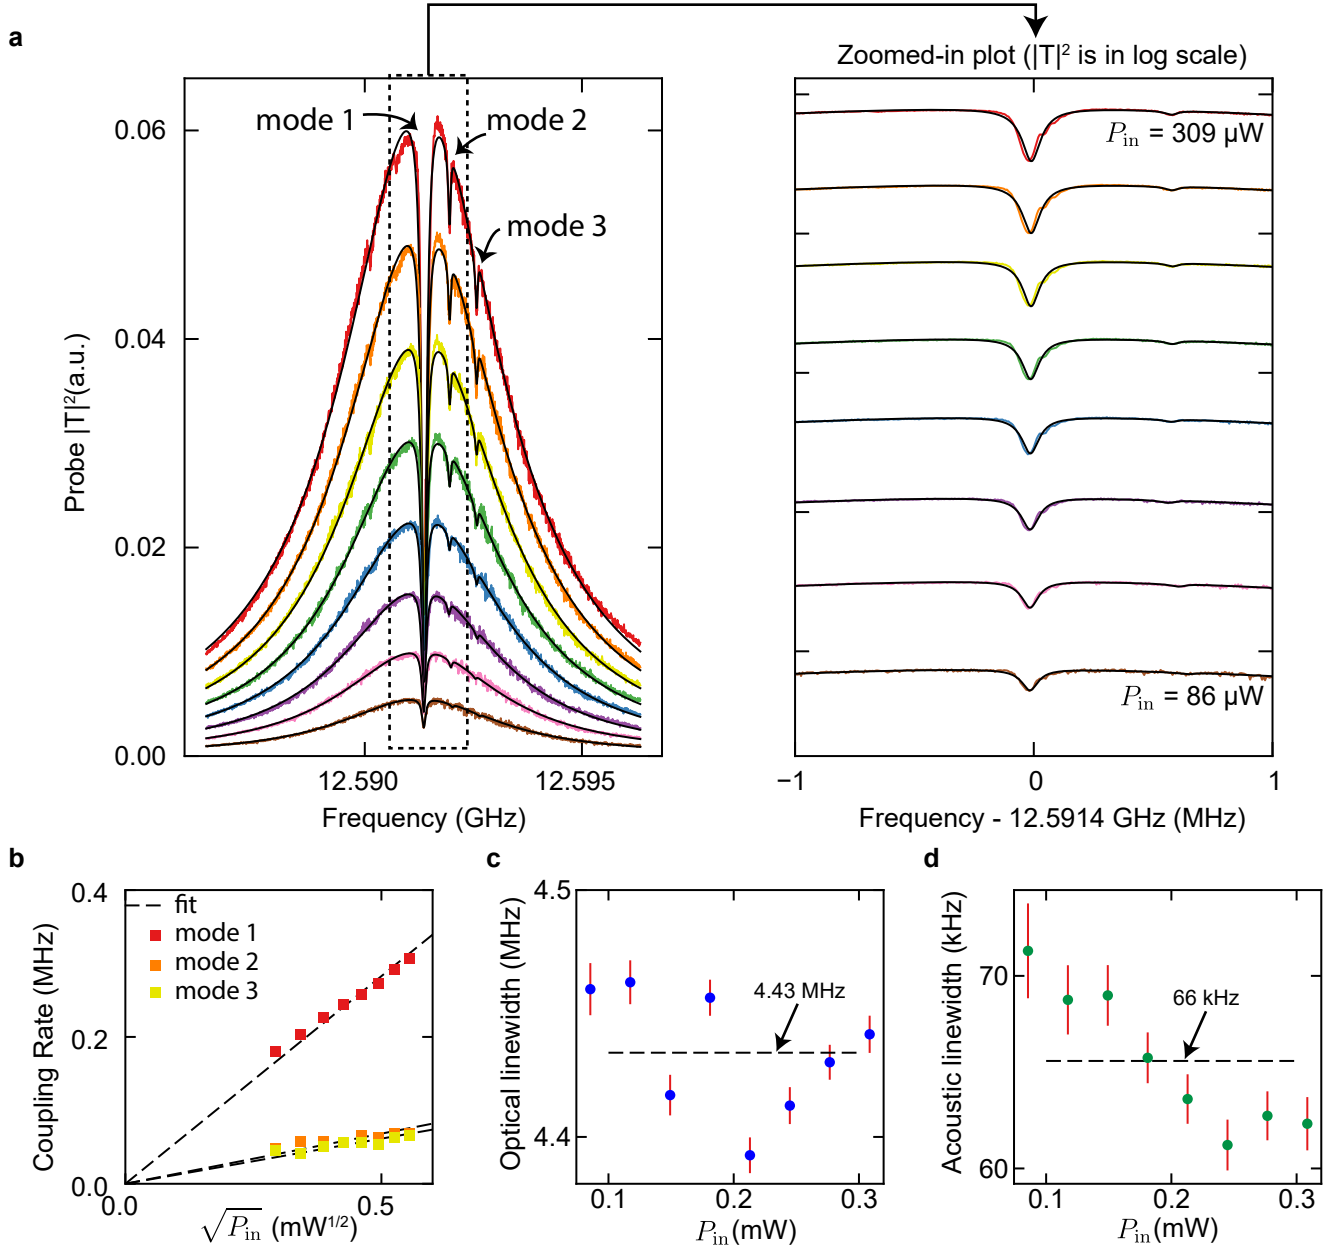 a
Zoomed-in plot (|T|² is in log scale)
mode 1
mode 2
mode 3
0.06
0.04
0.02
0.00
Probe |T|²(a.u.)
12.590
12.595
Frequency (GHz)
P_in = 309 µW
P_in = 86 µW
−1
0
1
Frequency - 12.5914 GHz (MHz)
b
0.4
0.2
0.0
Coupling Rate (MHz)
fit
mode 1
mode 2
mode 3
0.0
0.5
√P_in (mW^1/2)
c
4.5
4.4
Optical linewidth (MHz)
4.43 MHz
0.1
0.2
0.3
P_in (mW)
d
70
60
Acoustic linewidth (kHz)
66 kHz
0.1
0.2
0.3
P_in (mW)